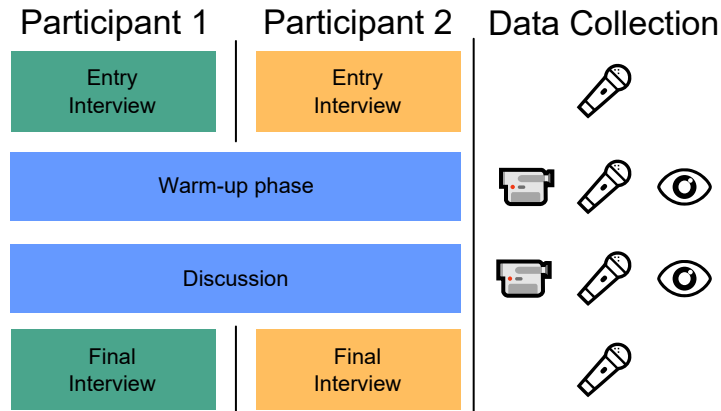 Participant 1
Participant 2
Data Collection
Entry
Interview
Entry
Interview
Warm-up phase
Discussion
Final
Interview
Final
Interview